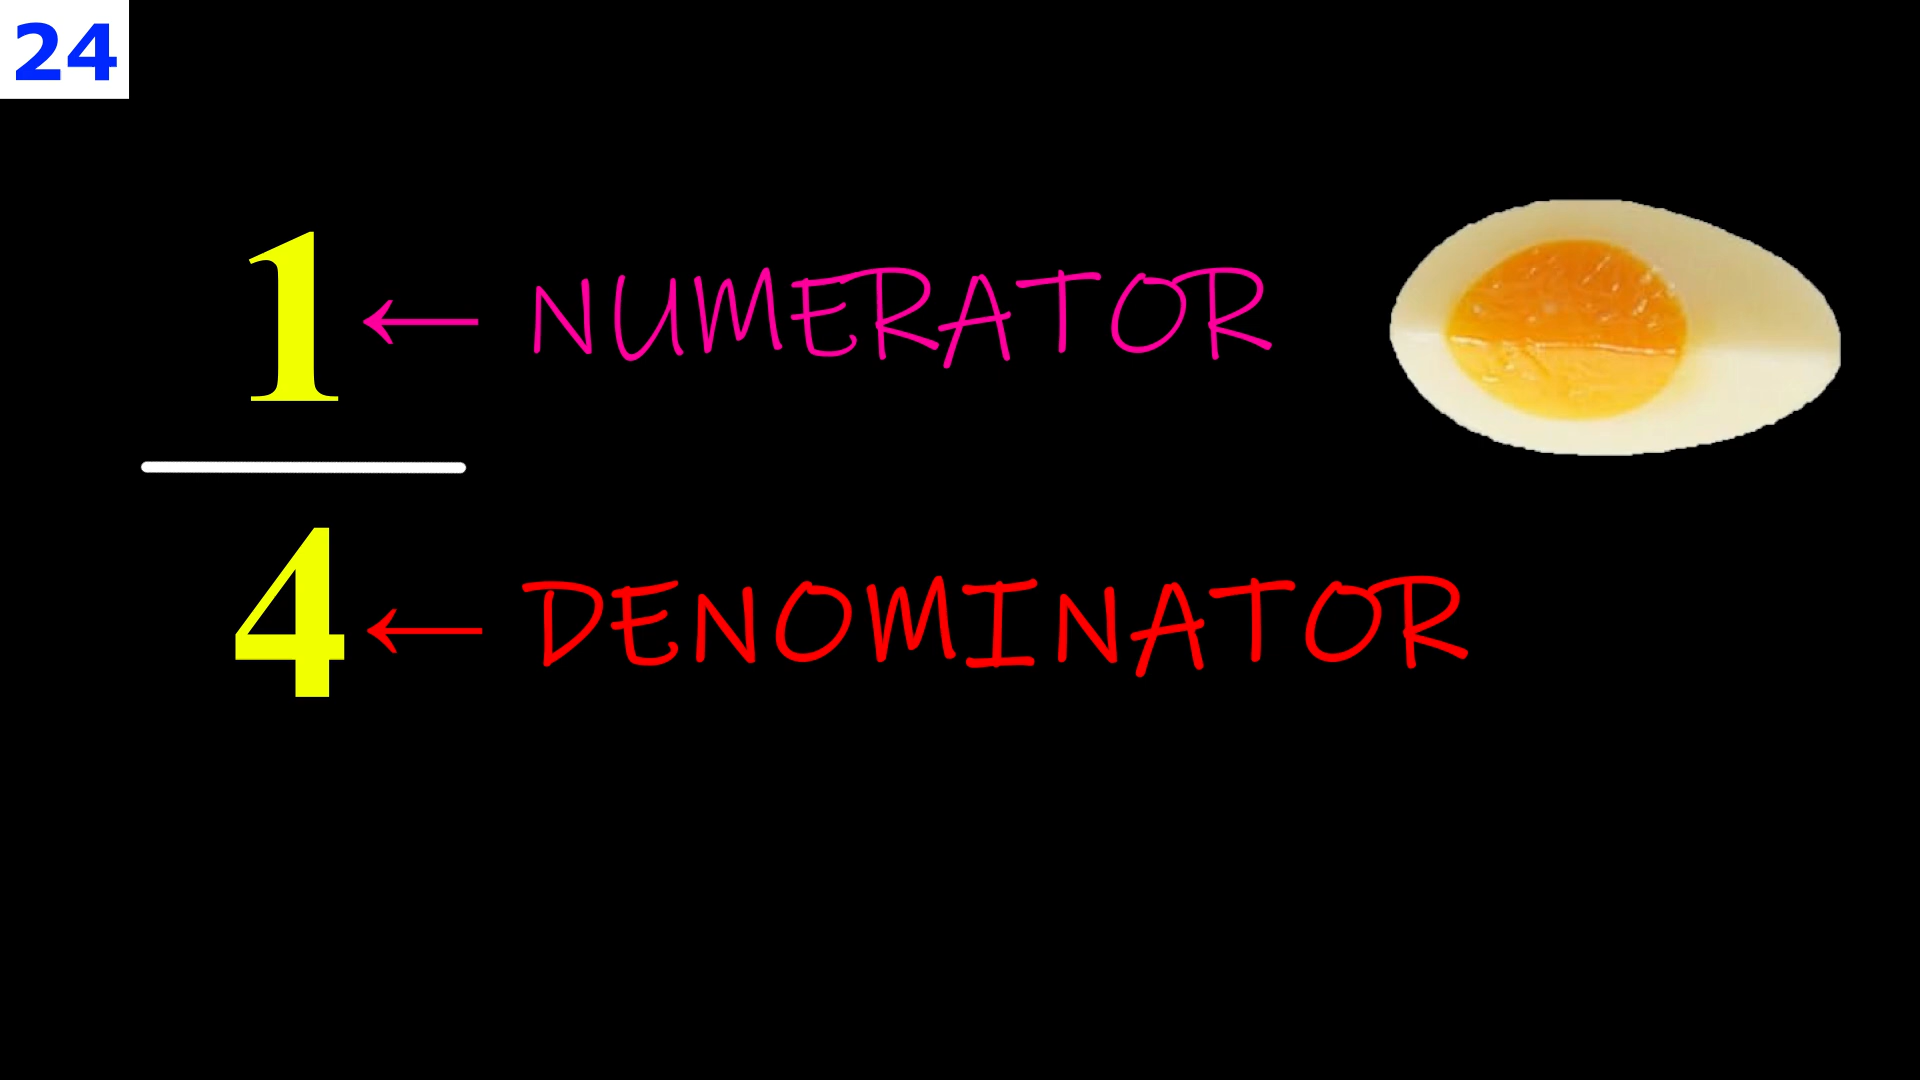 24
1 ← NUMERATOR
4 ← DENOMINATOR